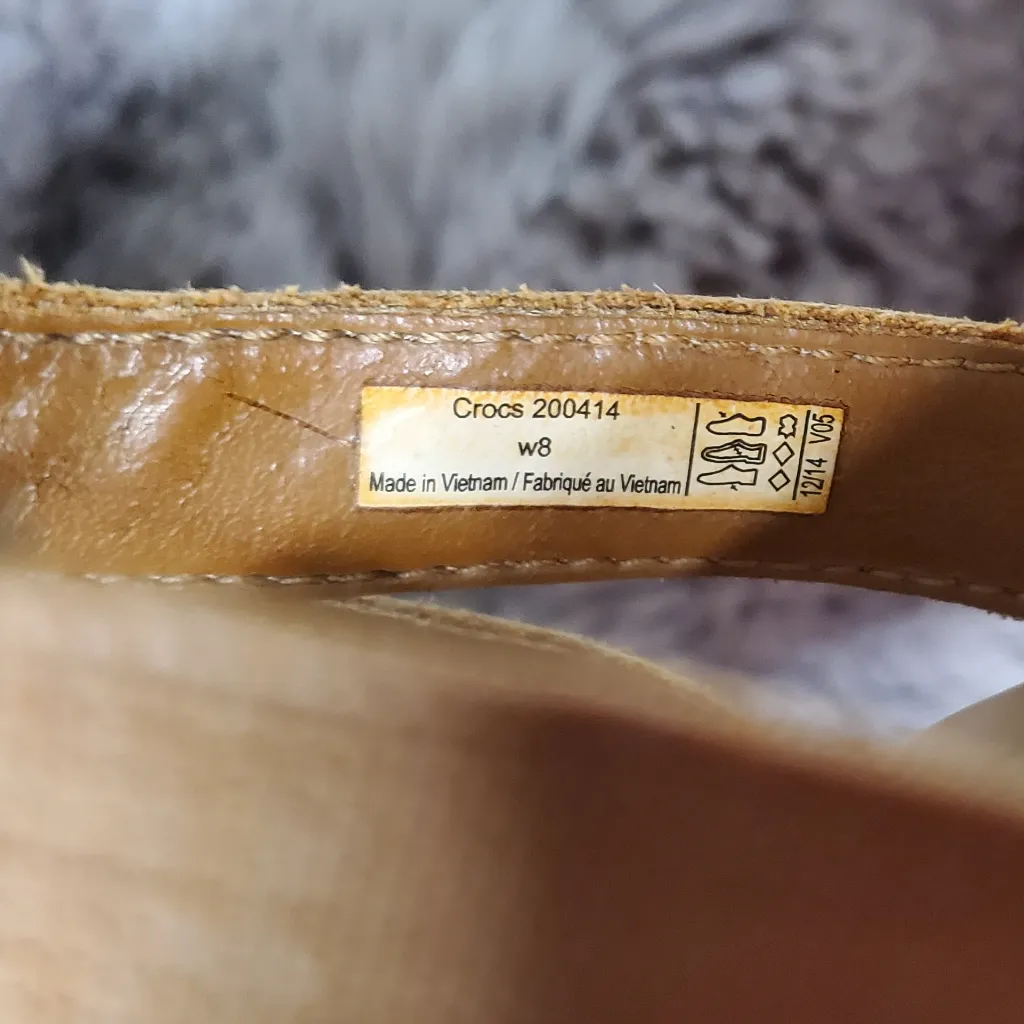 Crocs 200414
w8
Made in Vietnam / Fabriqué au Vietnam
12/14 V05